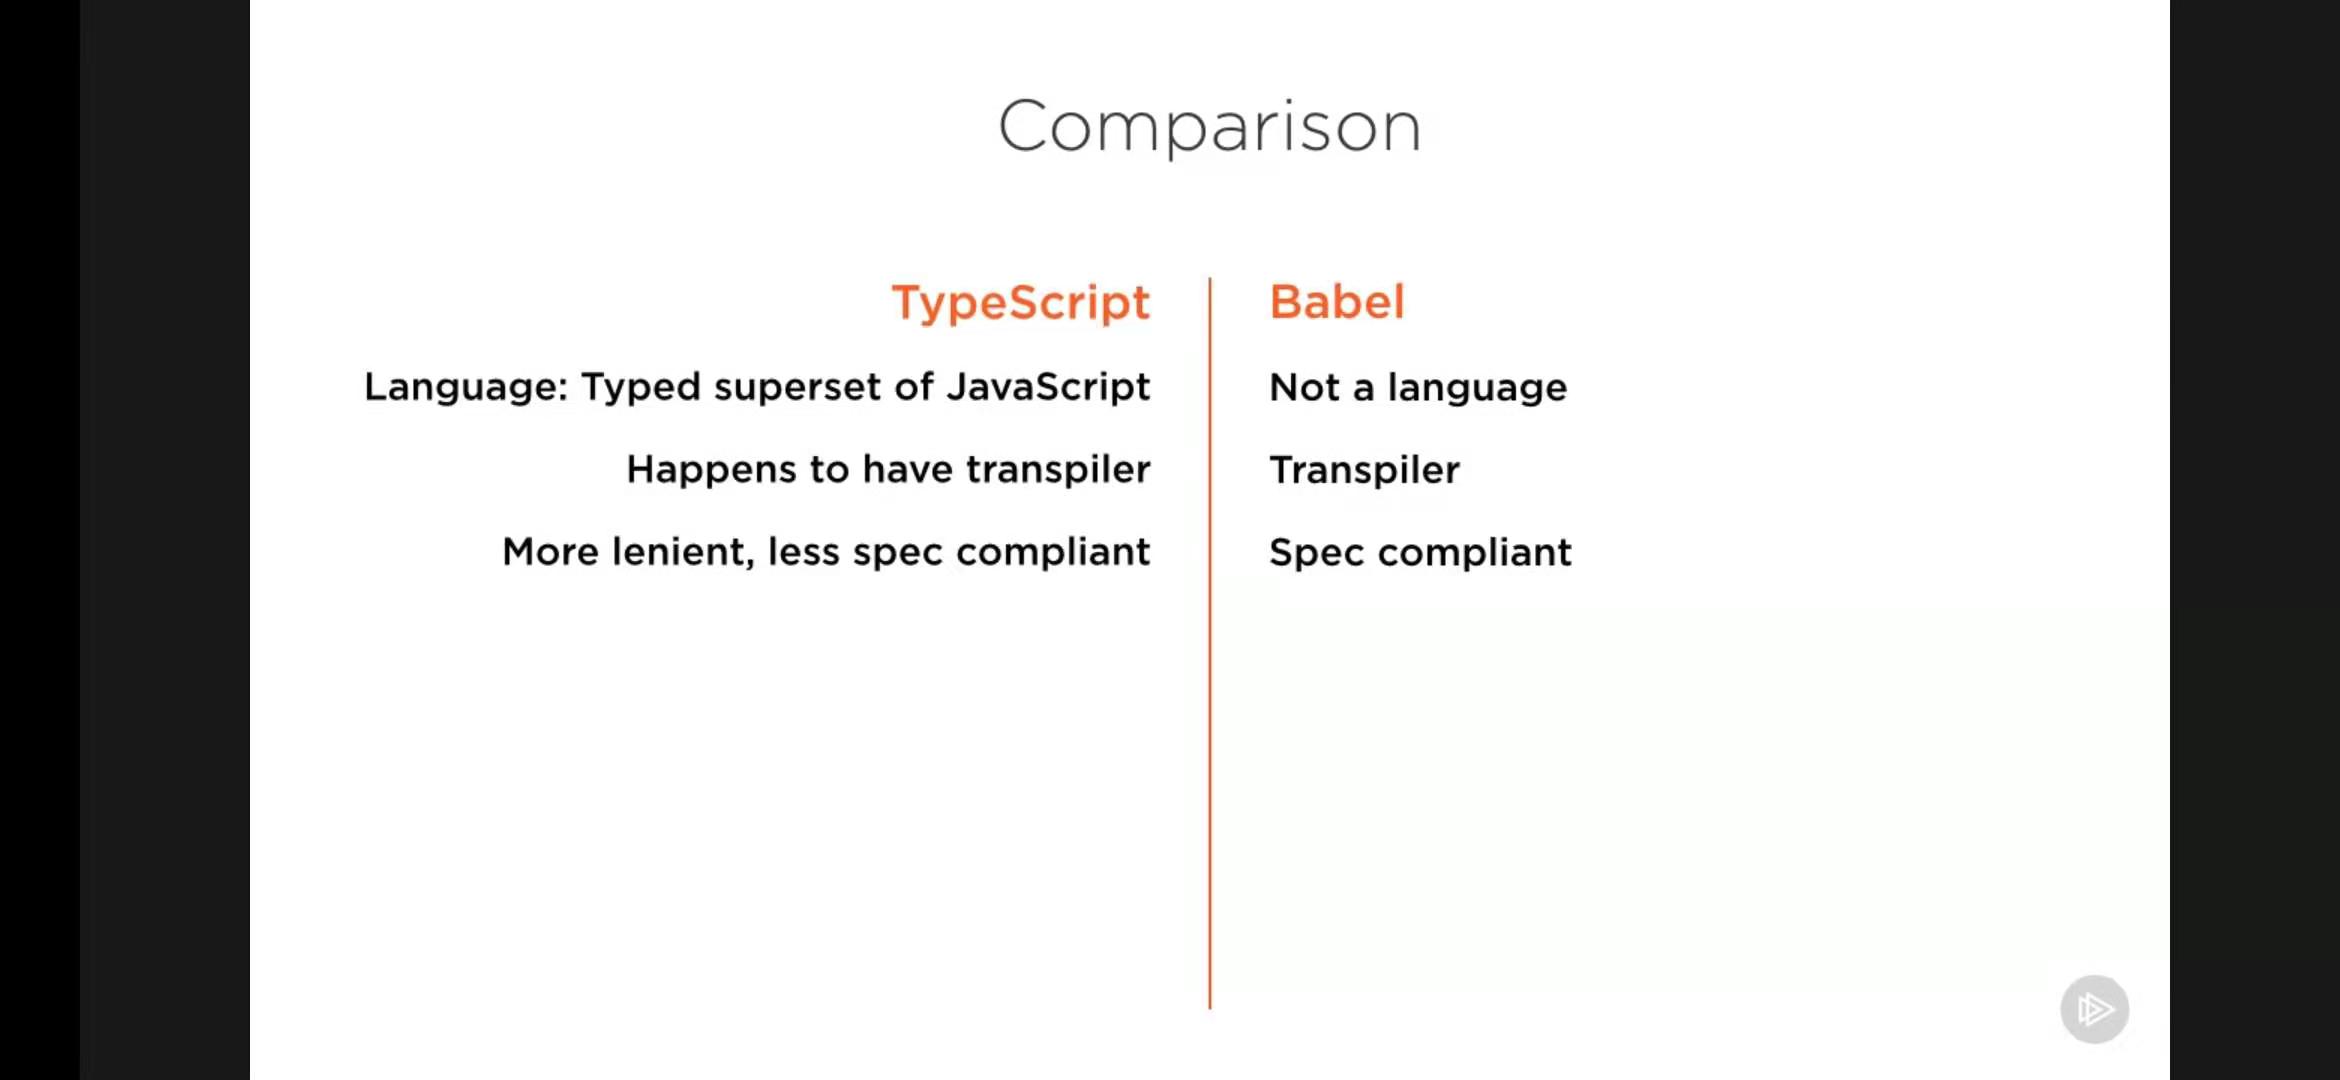 Comparison
TypeScript
Language: Typed superset of JavaScript
Happens to have transpiler
More lenient, less spec compliant
Babel
Not a language
Transpiler
Spec compliant